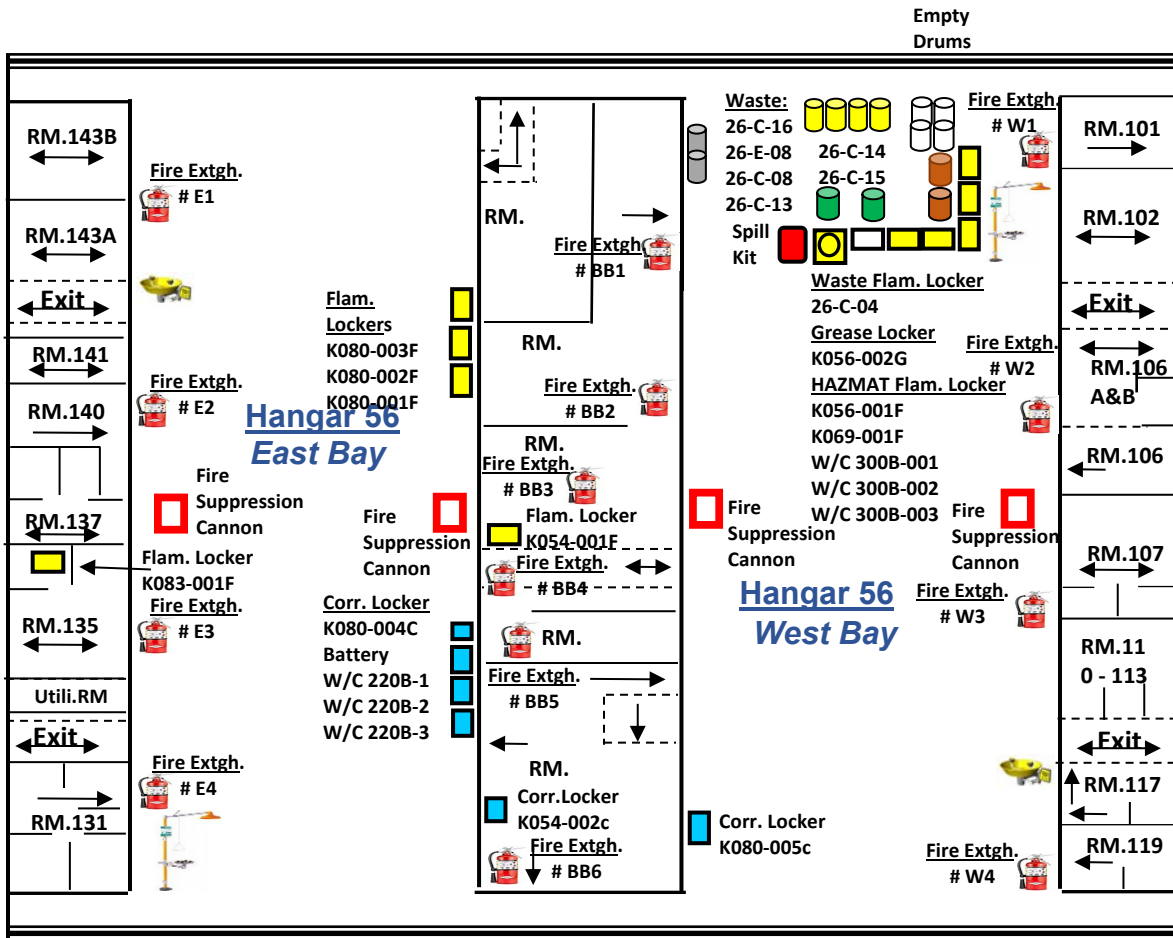 Empty
Drums
RM.143B
Fire Extgh.
# E1
RM.143A
Exit
RM.141
Fire Extgh.
# E2
RM.140
RM.137
Fire
Suppression
Cannon
Flam. Locker
K083-001F
Fire Extgh.
# E3
RM.135
Utili.RM
Exit
Fire Extgh.
# E4
RM.131
Flam.
Lockers
K080-003F
K080-002F
K080-001F
Hangar 56
East Bay
Fire
Suppression
Cannon
Corr. Locker
K080-004C
Battery
W/C 220B-1
W/C 220B-2
W/C 220B-3
RM.
Fire Extgh.
# BB1
RM.
Fire Extgh.
# BB2
RM.
Fire Extgh.
# BB3
Flam. Locker
K054-001F
Fire Extgh.
# BB4
RM.
Fire Extgh.
# BB5
RM.
Corr.Locker
K054-002c
Fire Extgh.
# BB6
Waste:
26-C-16
26-E-08
26-C-08
26-C-13
26-C-14
26-C-15
Spill
Kit
Fire Extgh.
# W1
Waste Flam. Locker
26-C-04
Grease Locker
K056-002G
HAZMAT Flam. Locker
K056-001F
K069-001F
W/C 300B-001
W/C 300B-002
W/C 300B-003
Fire Extgh.
# W2
Fire
Suppression
Cannon
Fire
Suppression
Cannon
Hangar 56
West Bay
Fire Extgh.
# W3
Corr. Locker
K080-005c
Fire Extgh.
# W4
RM.101
RM.102
Exit
RM.106
A&B
RM.106
RM.107
RM.11
0 - 113
Exit
RM.117
RM.119